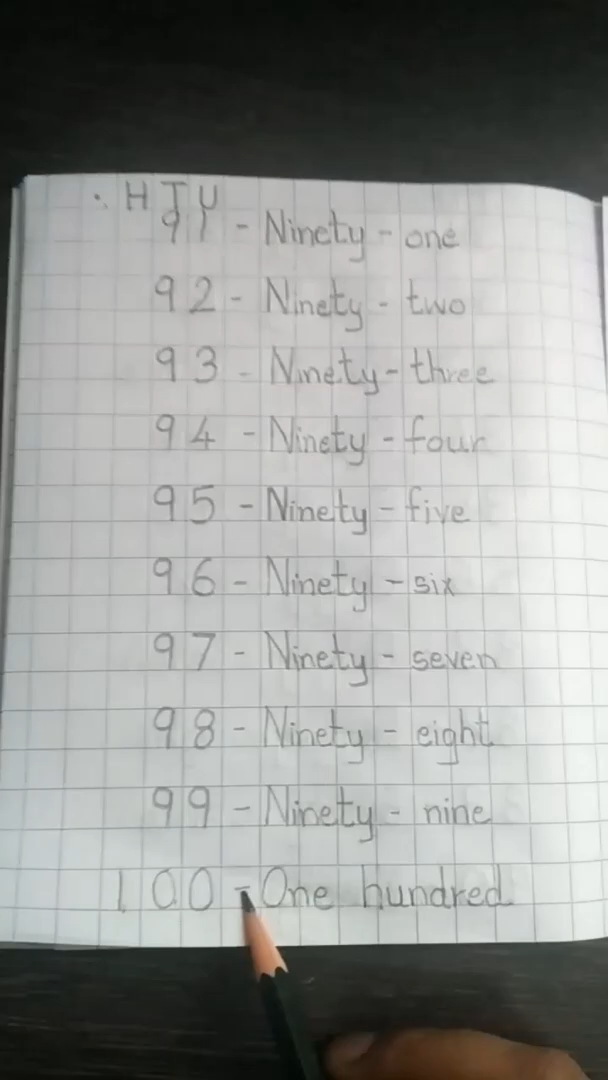 H T U
91 - Ninety - one
92 - Ninety - two
93 - Ninety - three
94 - Ninety - four
95 - Ninety - five
96 - Ninety - six
97 - Ninety - seven
98 - Ninety - eight
99 - Ninety - nine
100 - One hundred